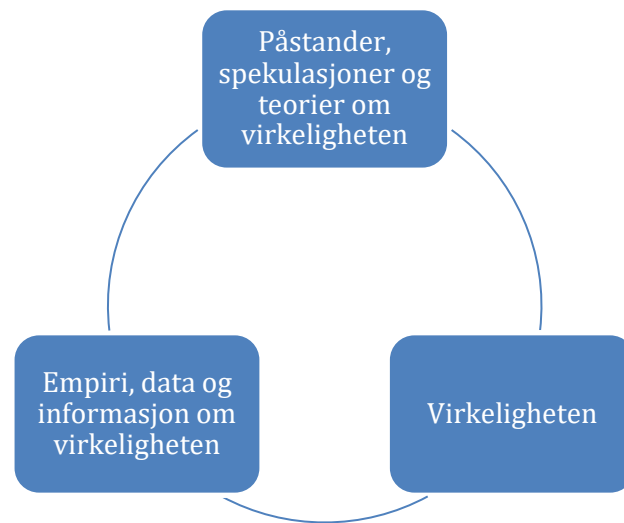 Påstander,
spekulasjoner og
teorier om
virkeligheten
Empiri, data og
informasjon om
virkeligheten
Virkeligheten